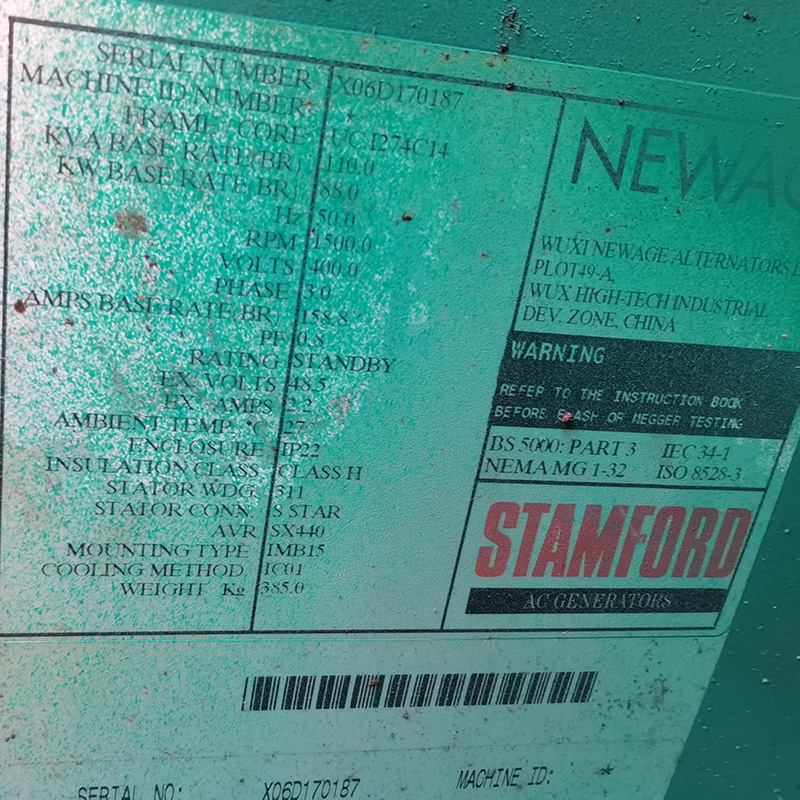 SERIAL NUMBER X06D170187
MACHINE ID NUMBER *
FRAME CORE UCI274C14
KVA BASE RATE(BR) 110.0
KW BASE RATE(BR) 88.0
Hz 50.0
RPM 1500.0
VOLTS 400.0
PHASE 3.0
AMPS BASE RATE(BR) 158.8
PF 0.8
RATING STANDBY
EX. VOLTS 48.5
EX. AMPS 2.2
AMBIENT TEMP. °C 27
ENCLOSURE IP22
INSULATION CLASS CLASS H
STATOR WDG. 311
STATOR CONN. S STAR
AVR SX440
MOUNTING TYPE IMB15
COOLING METHOD IC01
WEIGHT Kg 385.0
NEWAG
WUXI NEWAGE ALTERNATORS
PLOT49-A,
WUX HIGH-TECH INDUSTRIAL
DEV. ZONE, CHINA
WARNING
REFER TO THE INSTRUCTION BOOK
BEFORE FLASH OR MEGGER TESTING
BS 5000: PART 3 IEC 34-1
NEMA MG 1-32 ISO 8528-3
STAMFORD
AC GENERATORS
SERIAL NO: X06D170187 MACHINE ID: *